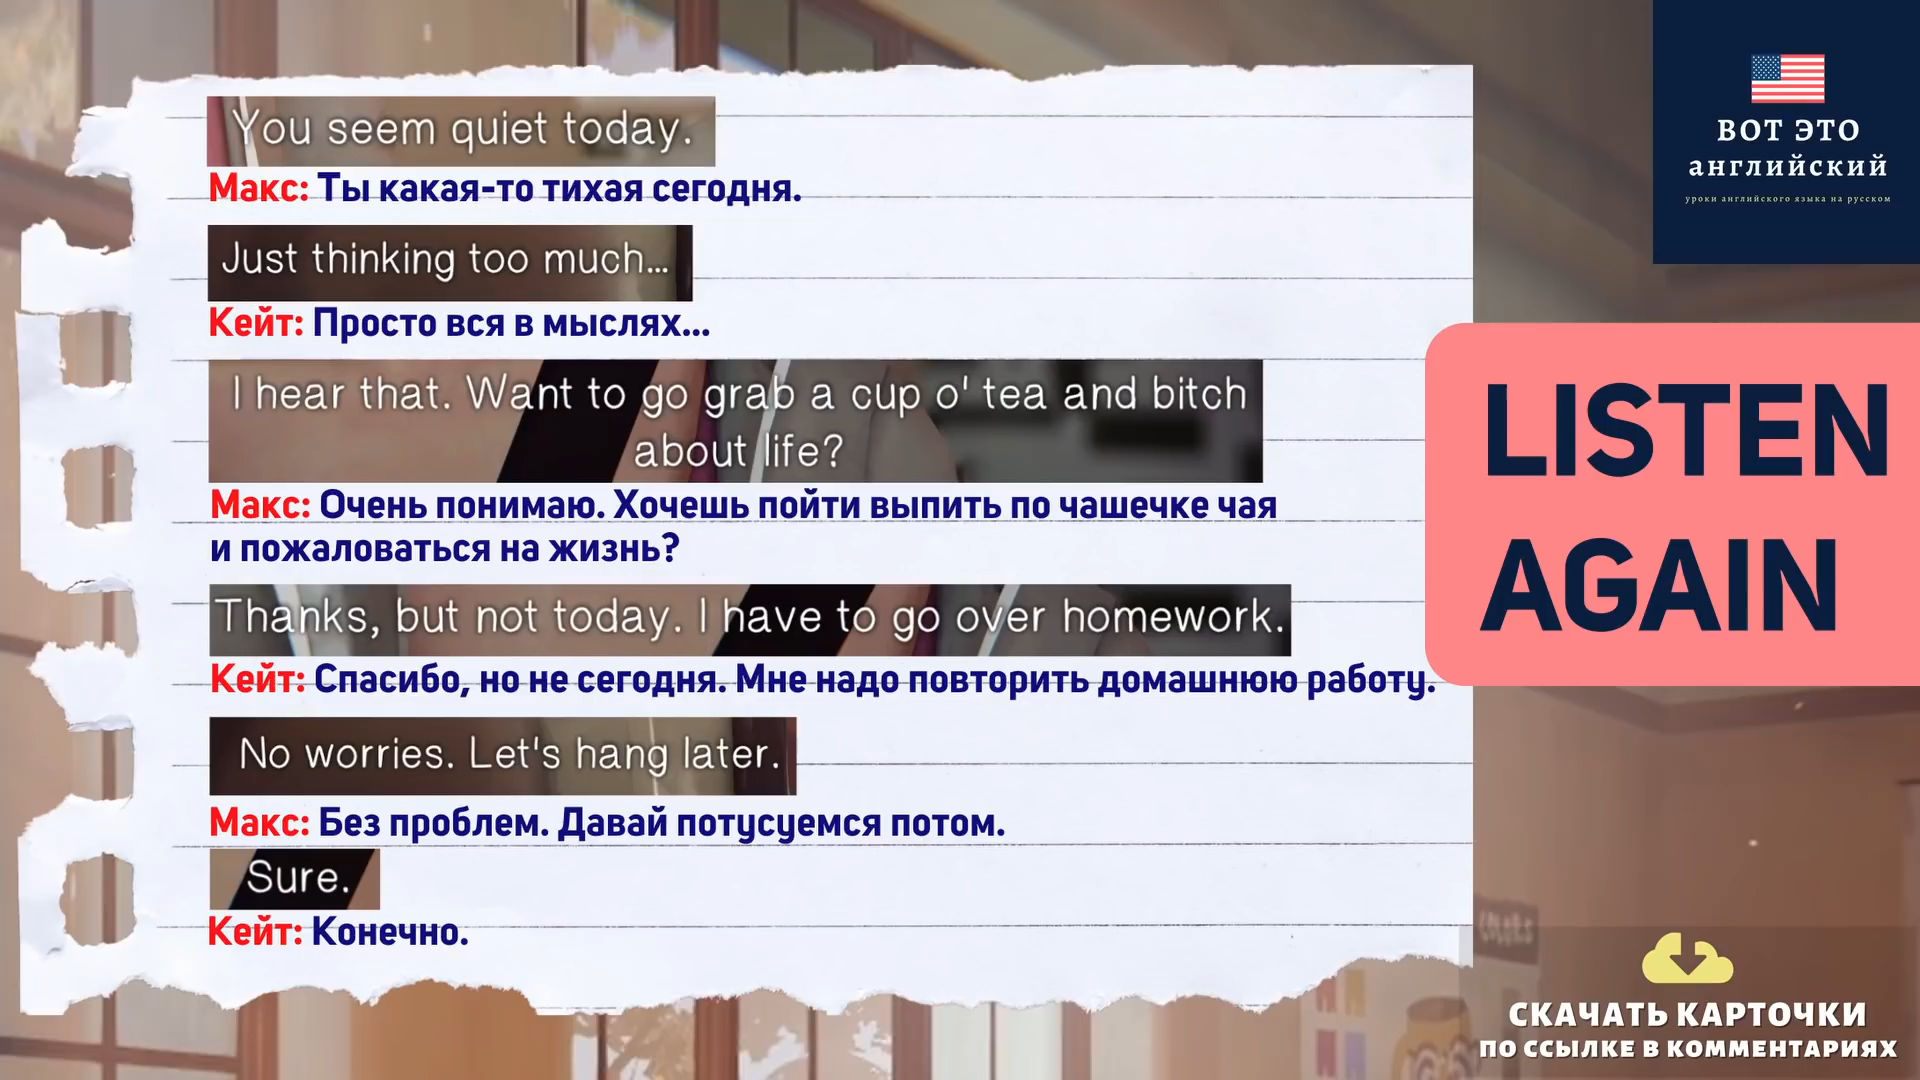 You seem quiet today.
Макс: Ты какая-то тихая сегодня.
Just thinking too much...
Кейт: Просто вся в мыслях...
I hear that. Want to go grab a cup o' tea and bitch
about life?
Макс: Очень понимаю. Хочешь пойти выпить по чашечке чая
и пожаловаться на жизнь?
Thanks, but not today. I have to go over homework.
Кейт: Спасибо, но не сегодня. Мне надо повторить домашнюю работу.
No worries. Let's hang later.
Макс: Без проблем. Давай потусуемся потом.
Sure.
Кейт: Конечно.
ВОТ ЭТО
английский
уроки английского языка на русском
LISTEN
AGAIN
COLORS
СКАЧАТЬ КАРТОЧКИ
ПО ССЫЛКЕ В КОММЕНТАРИЯХ